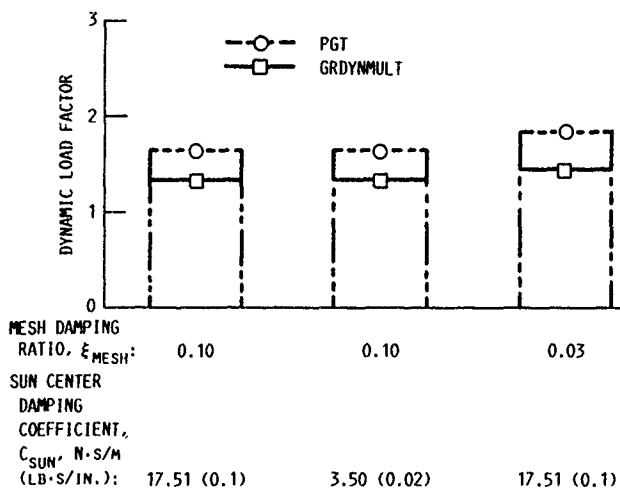 3
2
1
0
DYNAMIC LOAD FACTOR
PGT
GRDYNMULT
MESH DAMPING
RATIO, ξMESH: 0.10 0.10 0.03
SUN CENTER
DAMPING
COEFFICIENT,
CSUN, N·S/M
(LB·S/IN.): 17.51 (0.1) 3.50 (0.02) 17.51 (0.1)